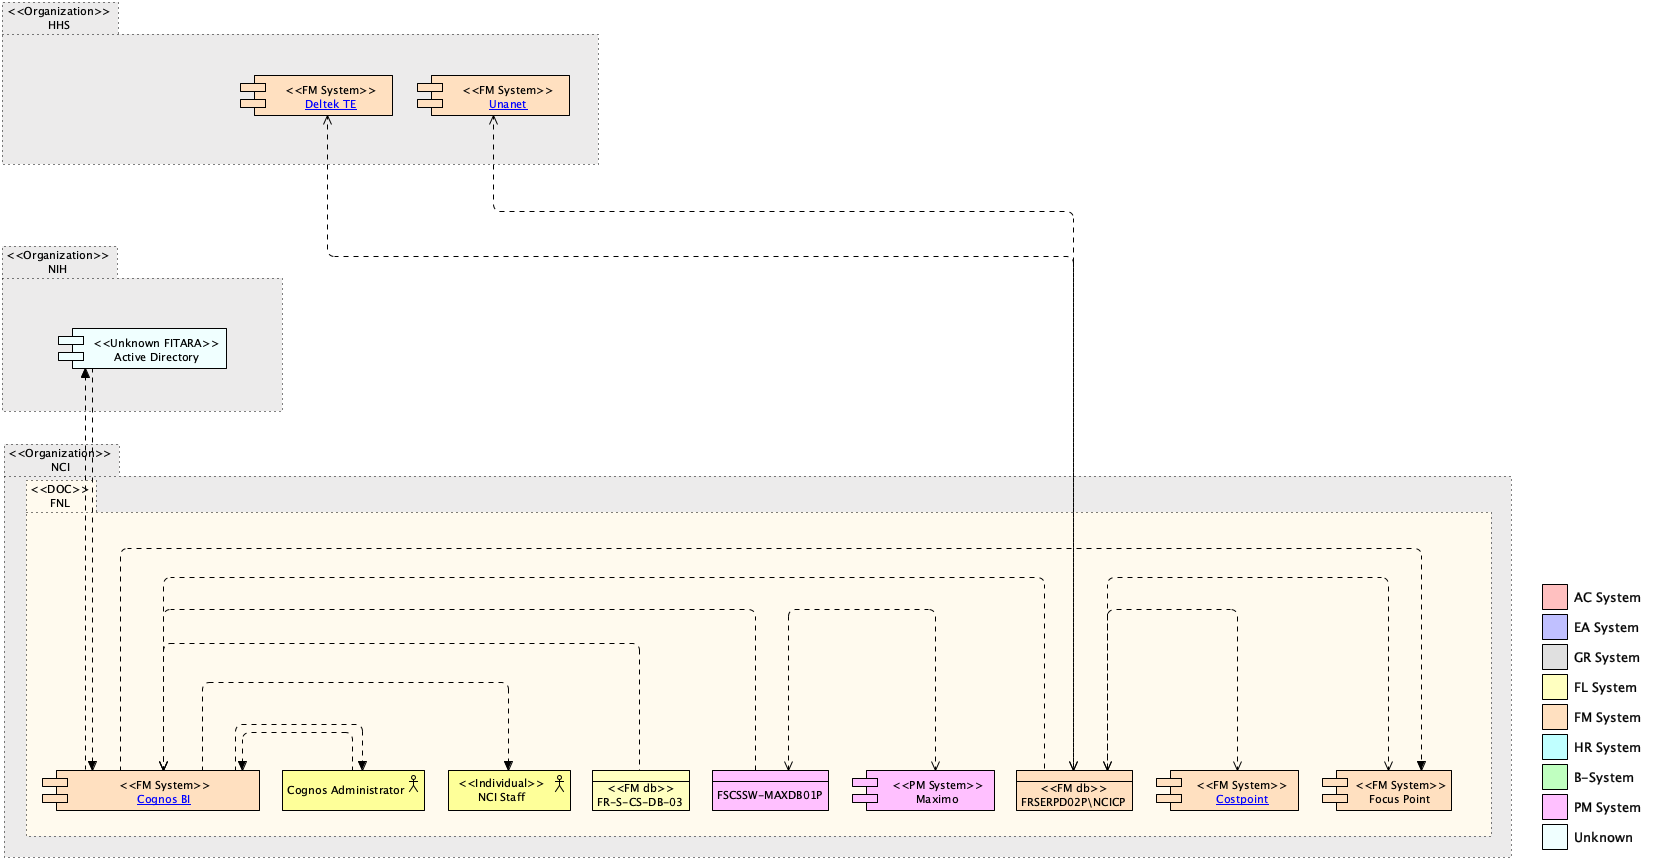 <<Organization>>
HHS
<<FM System>>
Deltek TE
<<FM System>>
Unanet
<<Organization>>
NIH
<<Unknown FITARA>>
Active Directory
<<Organization>>
NCI
<<DOC>>
FNL
<<FM System>>
Cognos BI
Cognos Administrator
<<Individual>>
NCI Staff
<<FM db>>
FR-S-CS-DB-03
FSCSSW-MAXDB01P
<<PM System>>
Maximo
<<FM db>>
FRSERPD02P\NCICP
<<FM System>>
Costpoint
<<FM System>>
Focus Point
AC System
EA System
GR System
FL System
FM System
HR System
B-System
PM System
Unknown